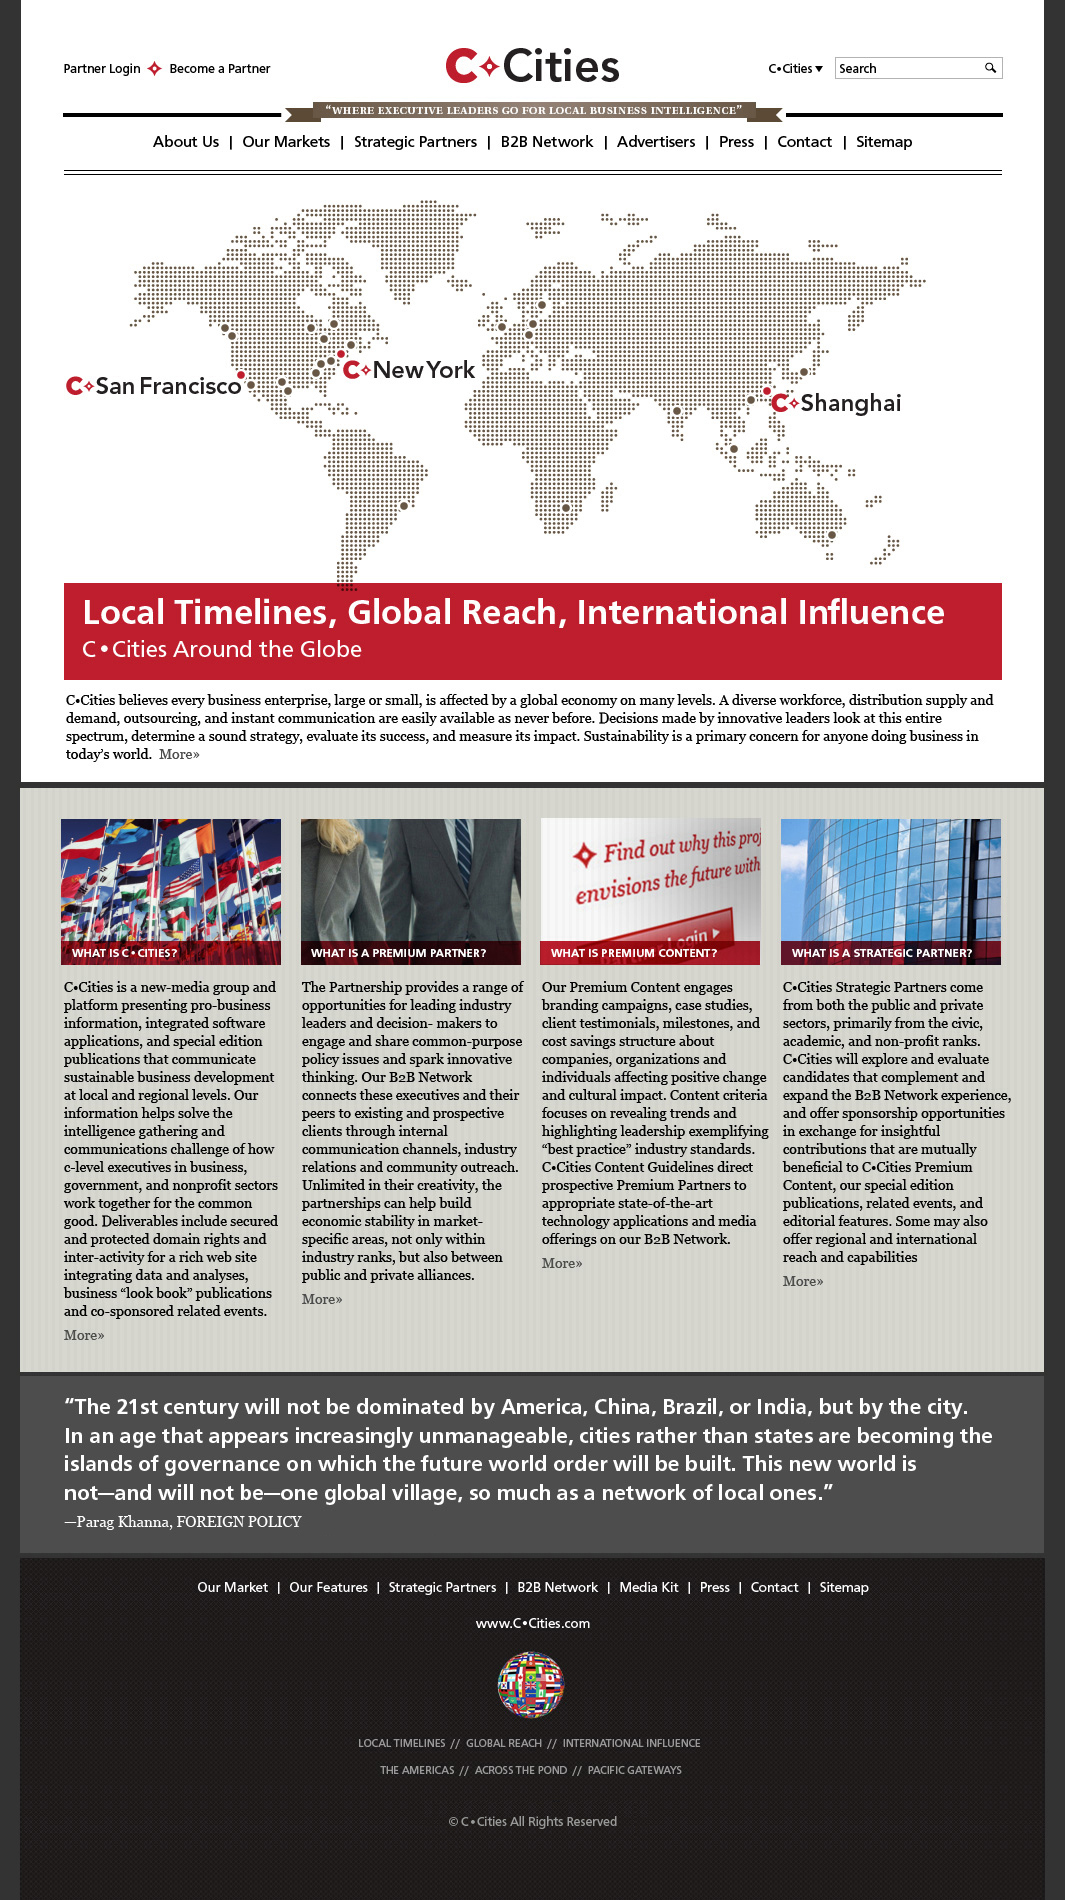 Partner Login Become a Partner
C Cities
C•Cities
Search
“WHERE EXECUTIVE LEADERS GO FOR LOCAL BUSINESS INTELLIGENCE”
About Us | Our Markets | Strategic Partners | B2B Network | Advertisers | Press | Contact | Sitemap
C New York
C San Francisco
C Shanghai
Local Timelines, Global Reach, International Influence
C•Cities Around the Globe
C•Cities believes every business enterprise, large or small, is affected by a global economy on many levels. A diverse workforce, distribution supply and
demand, outsourcing, and instant communication are easily available as never before. Decisions made by innovative leaders look at this entire
spectrum, determine a sound strategy, evaluate its success, and measure its impact. Sustainability is a primary concern for anyone doing business in
today’s world. More»
WHAT IS C•CITIES?
C•Cities is a new-media group and
platform presenting pro-business
information, integrated software
applications, and special edition
publications that communicate
sustainable business development
at local and regional levels. Our
information helps solve the
intelligence gathering and
communications challenge of how
c-level executives in business,
government, and nonprofit sectors
work together for the common
good. Deliverables include secured
and protected domain rights and
inter-activity for a rich web site
integrating data and analyses,
business “look book” publications
and co-sponsored related events.
More»
WHAT IS A PREMIUM PARTNER?
The Partnership provides a range of
opportunities for leading industry
leaders and decision- makers to
engage and share common-purpose
policy issues and spark innovative
thinking. Our B2B Network
connects these executives and their
peers to existing and prospective
clients through internal
communication channels, industry
relations and community outreach.
Unlimited in their creativity, the
partnerships can help build
economic stability in market-
specific areas, not only within
industry ranks, but also between
public and private alliances.
More»
Find out why this
envisions the future with
Login
WHAT IS PREMIUM CONTENT?
Our Premium Content engages
branding campaigns, case studies,
client testimonials, milestones, and
cost savings structure about
companies, organizations and
individuals affecting positive change
and cultural impact. Content criteria
focuses on revealing trends and
highlighting leadership exemplifying
“best practice” industry standards.
C•Cities Content Guidelines direct
prospective Premium Partners to
appropriate state-of-the-art
technology applications and media
offerings on our B2B Network.
More»
WHAT IS A STRATEGIC PARTNER?
C•Cities Strategic Partners come
from both the public and private
sectors, primarily from the civic,
academic, and non-profit ranks.
C•Cities will explore and evaluate
candidates that complement and
expand the B2B Network experience,
and offer sponsorship opportunities
in exchange for insightful
contributions that are mutually
beneficial to C•Cities Premium
Content, our special edition
publications, related events, and
editorial features. Some may also
offer regional and international
reach and capabilities
More»
“The 21st century will not be dominated by America, China, Brazil, or India, but by the city.
In an age that appears increasingly unmanageable, cities rather than states are becoming the
islands of governance on which the future world order will be built. This new world is
not—and will not be—one global village, so much as a network of local ones.”
—Parag Khanna, FOREIGN POLICY
Our Market | Our Features | Strategic Partners | B2B Network | Media Kit | Press | Contact | Sitemap
www.C•Cities.com
LOCAL TIMELINES // GLOBAL REACH // INTERNATIONAL INFLUENCE
THE AMERICAS // ACROSS THE POND // PACIFIC GATEWAYS
© C•Cities All Rights Reserved